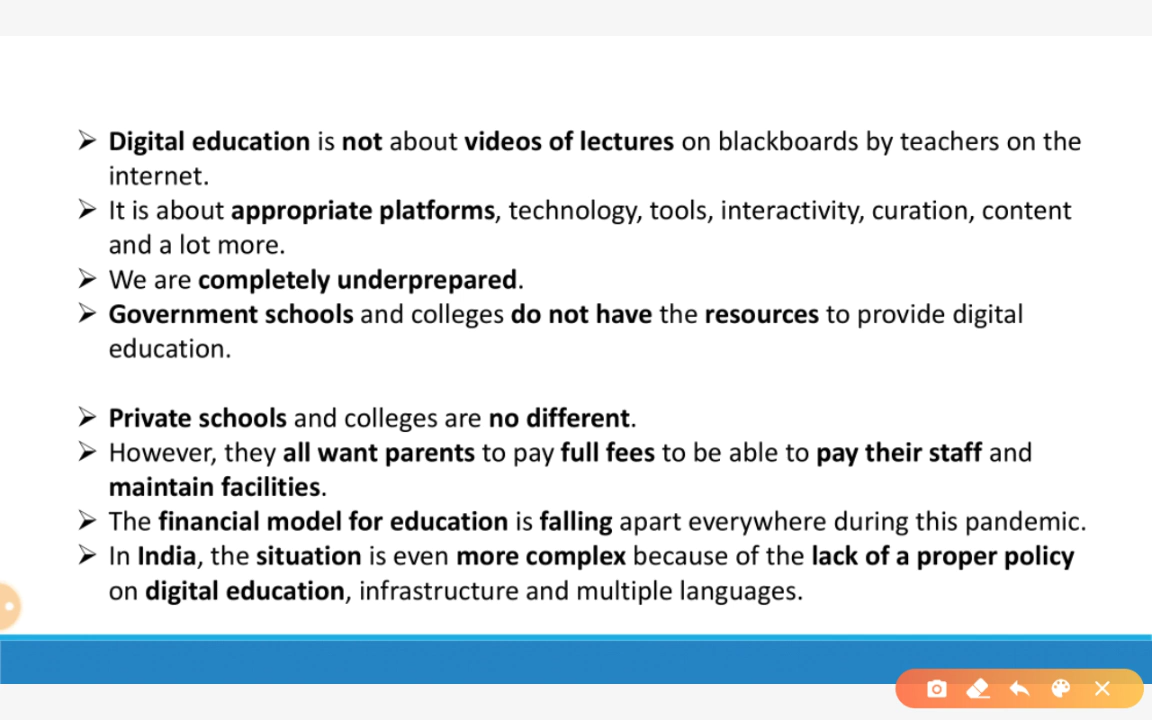 ➢ Digital education is not about videos of lectures on blackboards by teachers on the
internet.
➢ It is about appropriate platforms, technology, tools, interactivity, curation, content
and a lot more.
➢ We are completely underprepared.
➢ Government schools and colleges do not have the resources to provide digital
education.
➢ Private schools and colleges are no different.
➢ However, they all want parents to pay full fees to be able to pay their staff and
maintain facilities.
➢ The financial model for education is falling apart everywhere during this pandemic.
➢ In India, the situation is even more complex because of the lack of a proper policy
on digital education, infrastructure and multiple languages.